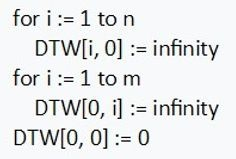 for i := 1 to n
    DTW[i, 0] := infinity
for i := 1 to m
    DTW[0, i] := infinity
DTW[0, 0] := 0